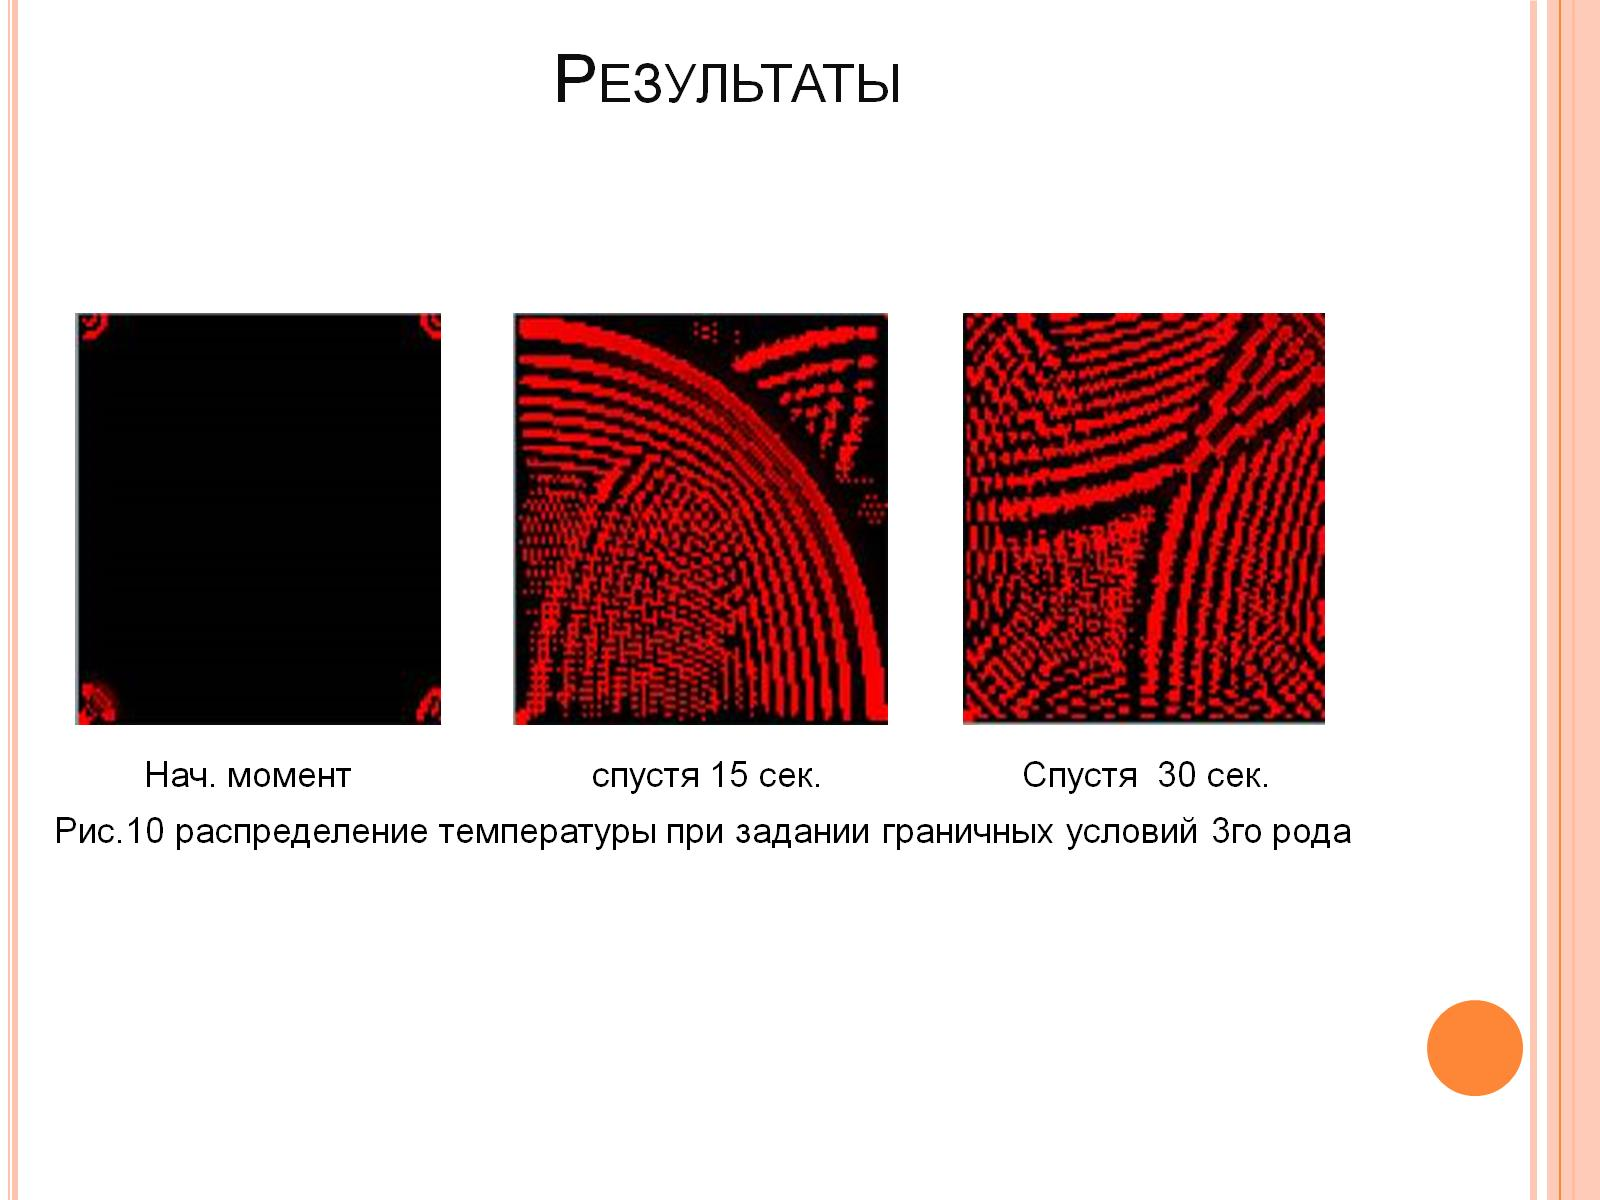 Результаты
Нач. момент спустя 15 сек. Спустя 30 сек.
Рис.10 распределение температуры при задании граничных условий 3го рода